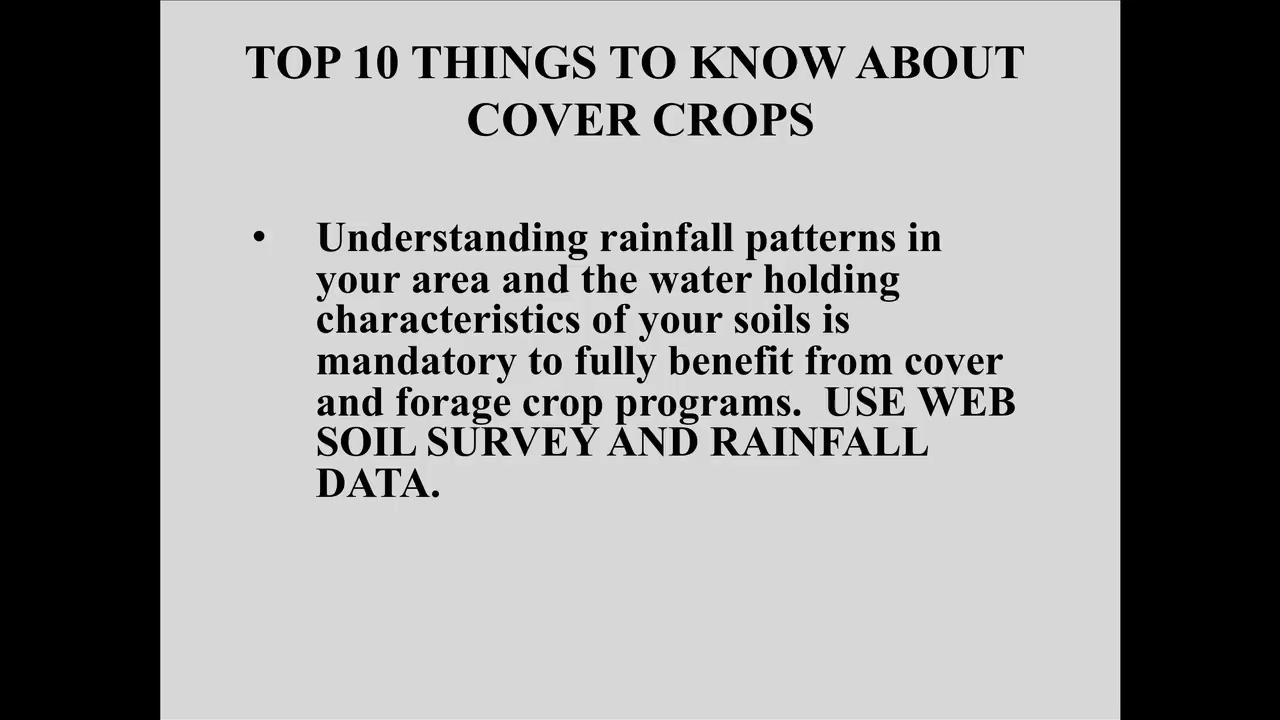 TOP 10 THINGS TO KNOW ABOUT
COVER CROPS
• Understanding rainfall patterns in
your area and the water holding
characteristics of your soils is
mandatory to fully benefit from cover
and forage crop programs.  USE WEB
SOIL SURVEY AND RAINFALL
DATA.